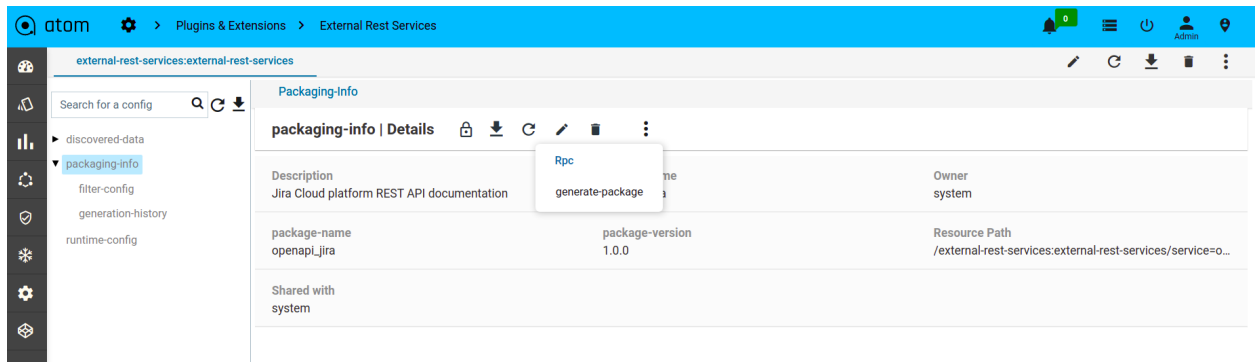 atom > Plugins & Extensions > External Rest Services 0 Admin
external-rest-services:external-rest-services
Search for a config
discovered-data
packaging-info
filter-config
generation-history
runtime-config
Packaging-Info
packaging-info | Details
Rpc
generate-package
Description
Jira Cloud platform REST API documentation
Owner
system
package-name
openapi_jira
package-version
1.0.0
Resource Path
/external-rest-services:external-rest-services/service=o...
Shared with
system